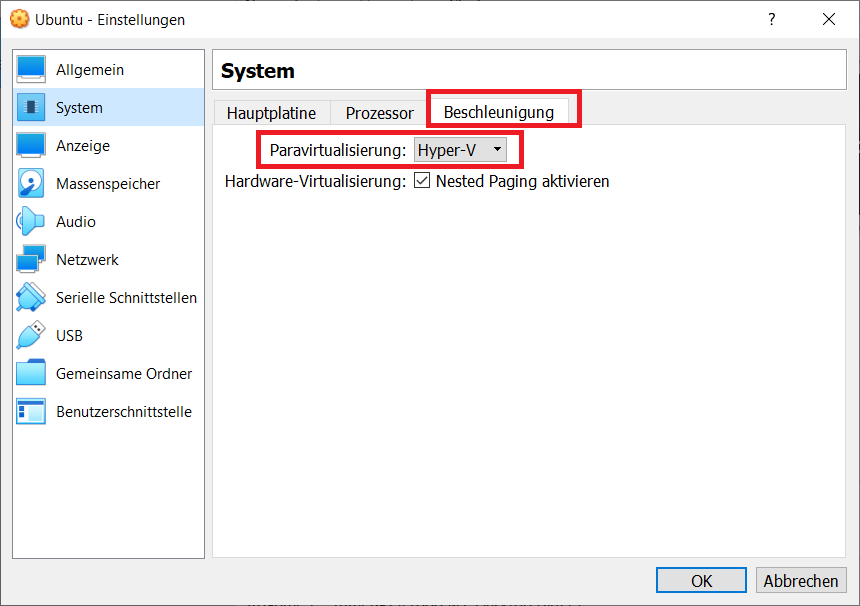 Ubuntu - Einstellungen
?
Allgemein
System
Anzeige
Massenspeicher
Audio
Netzwerk
Serielle Schnittstellen
USB
Gemeinsame Ordner
Benutzerschnittstelle
System
Hauptplatine Prozessor Beschleunigung
Paravirtualisierung: Hyper-V
Hardware-Virtualisierung: Nested Paging aktivieren
OK Abbrechen